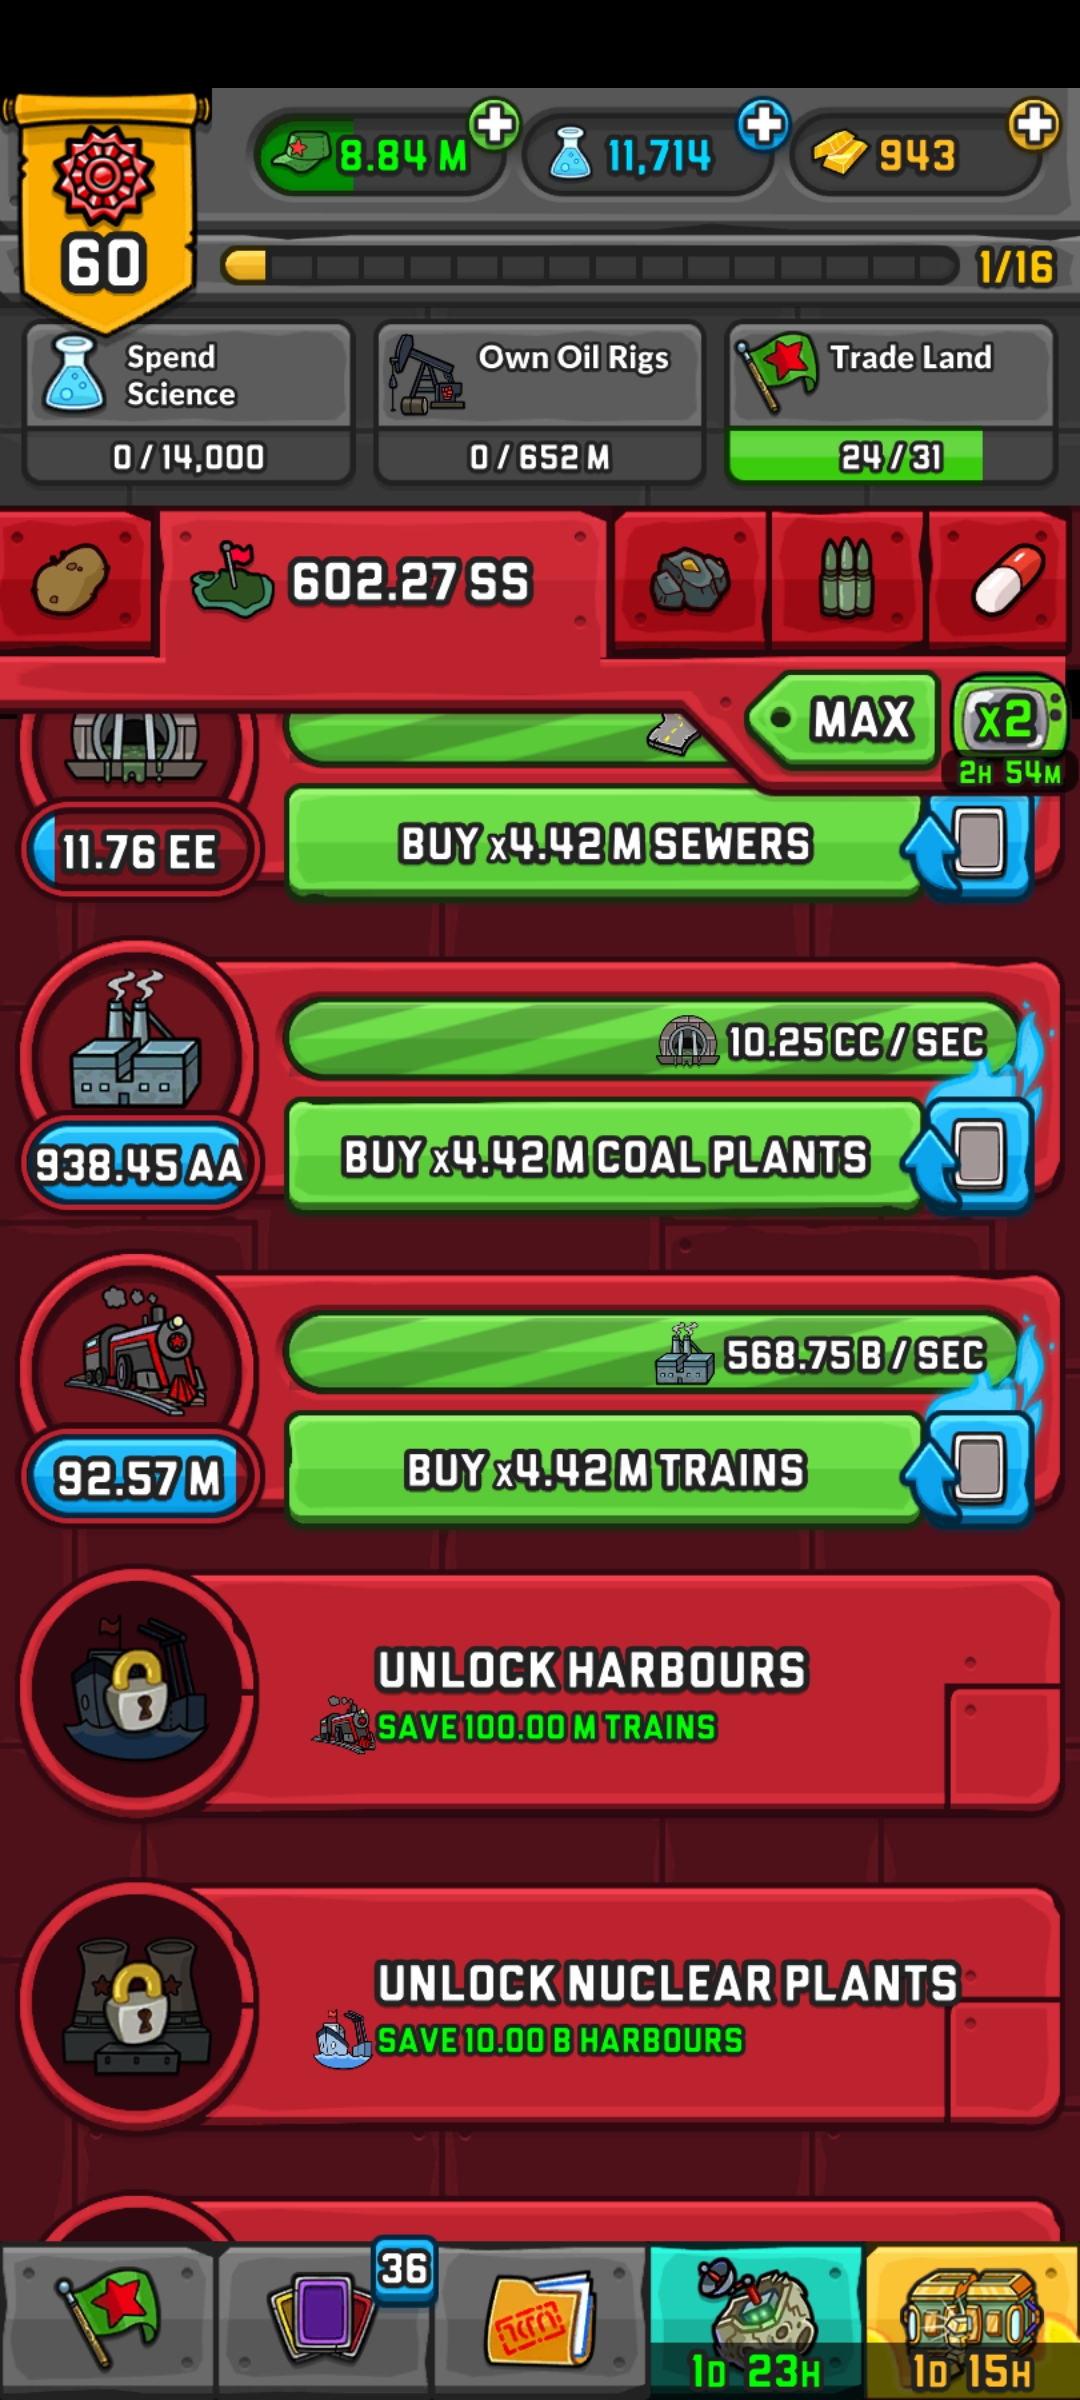 60
8.84 M
11,714
943
1/16
Spend
Science
0 / 14,000
Own Oil Rigs
0 / 652 M
Trade Land
24 / 31
602.27 SS
MAX
x2
2H 54M
11.76 EE
BUY x4.42 M SEWERS
10.25 CC / SEC
938.45 AA
BUY x4.42 M COAL PLANTS
568.75 B / SEC
92.57 M
BUY x4.42 M TRAINS
UNLOCK HARBOURS
SAVE 100.00 M TRAINS
UNLOCK NUCLEAR PLANTS
SAVE 10.00 B HARBOURS
36
1D 23H
1D 15H